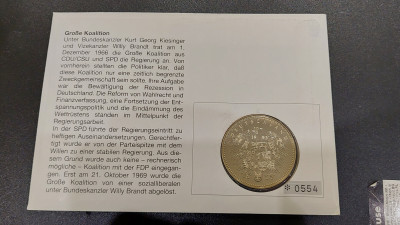 Große Koalition
Unter Bundeskanzler Kurt Georg Kiesinger
und Vizekanzler Willy Brandt trat am 1.
Dezember 1966 die Große Koalition aus
CDU/CSU und SPD die Regierung an. Von
vornherein stellten die Politiker klar, daß
diese Koalition nur eine zeitlich begrenzte
Zweckgemeinschaft sein sollte. Ihre Aufgabe
war die Bewältigung der Rezession in
Deutschland. Die Reform von Wahlrecht und
Finanzverfassung, eine Fortsetzung der Ent-
spannungspolitik und die Eindämmung des
Wettrüstens standen im Mittelpunkt der
Regierungsarbeit.
In der SPD führte der Regierungseintritt zu
heftigen Auseinandersetzungen. Gerechtfer-
tigt wurde er von der Parteispitze mit dem
Willen zu einer stabilen Regierung. Aus die-
sem Grund wurde auch keine - rechnerisch
mögliche - Koalition mit der FDP eingegan-
gen. Erst am 21. Oktober 1969 wurde die
Große Koalition von einer sozialliberalen
unter Bundeskanzler Willy Brandt abgelöst.
0554
use